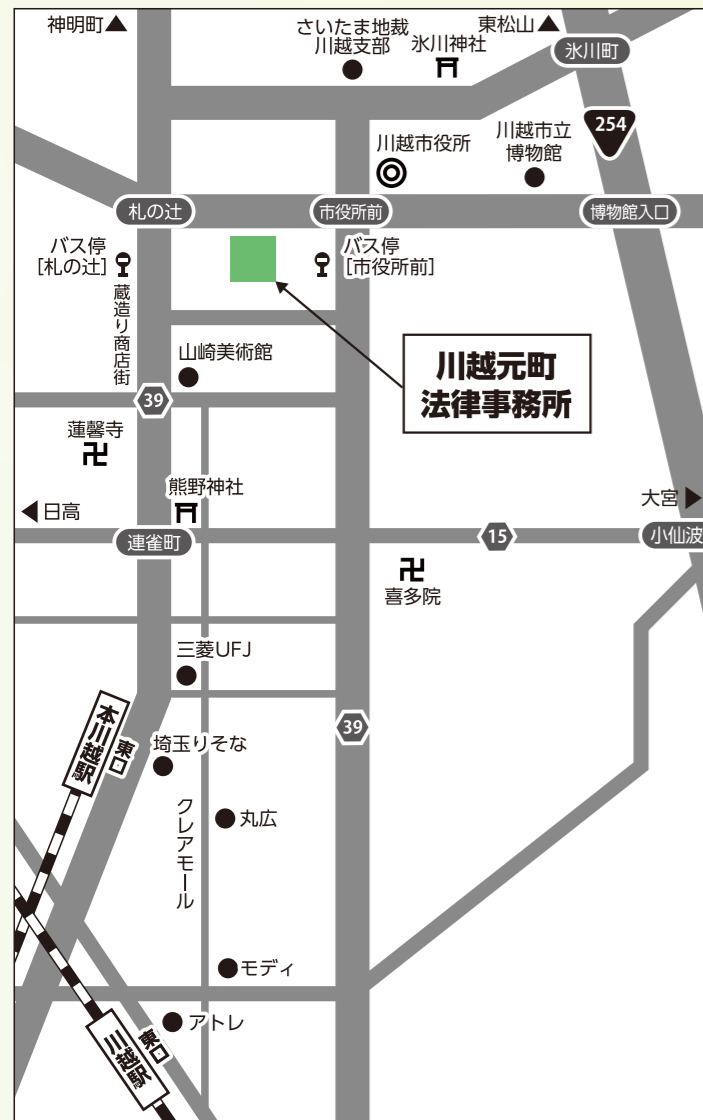 神明町▲
さいたま地裁
川越支部
氷川神社
東松山▲
氷川町
254
川越市役所
川越市立
博物館
札の辻
市役所前
博物館入口
バス停
[札の辻]
バス停
[市役所前]
蔵造り商店街
山崎美術館
川越元町
法律事務所
39
蓮馨寺
熊野神社
◀日高
大宮▶
連雀町
15
小仙波
喜多院
三菱UFJ
本川越駅
東口
39
埼玉りそな
クレアモール
丸広
モディ
アトレ
川越駅
東口